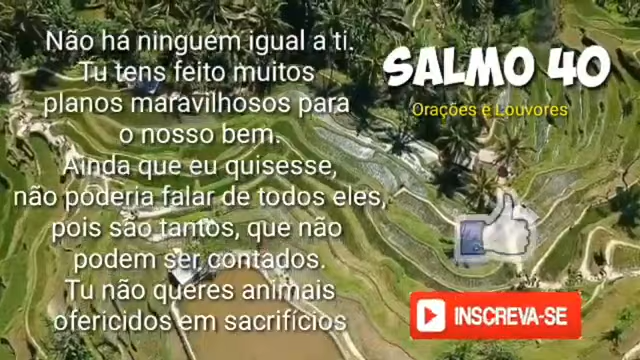 Não há ninguém igual a ti.
Tu tens feito muitos
planos maravilhosos para
o nosso bem.
Ainda que eu quisesse,
não poderia falar de todos eles,
pois são tantos, que não
podem ser contados.
Tu não queres animais
ofericidos em sacrifícios
SALMO 40
Orações e Louvores
INSCREVA-SE